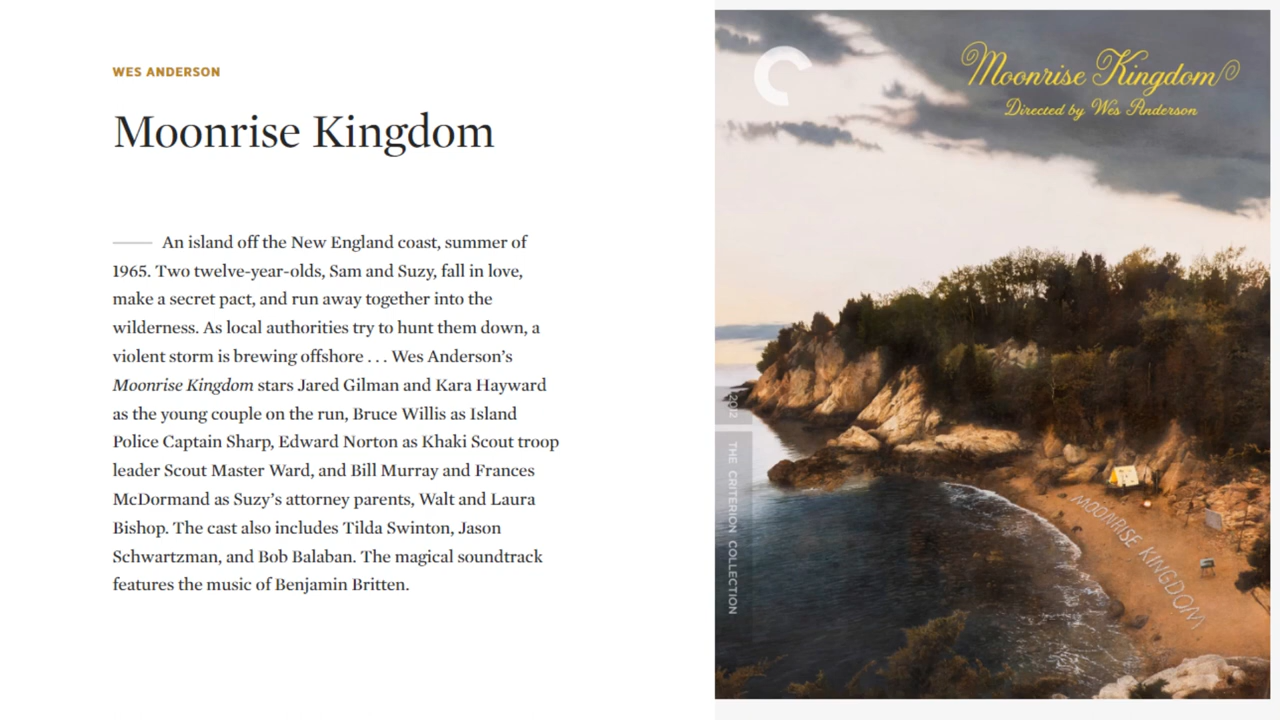 WES ANDERSON
Moonrise Kingdom
An island off the New England coast, summer of
1965. Two twelve-year-olds, Sam and Suzy, fall in love,
make a secret pact, and run away together into the
wilderness. As local authorities try to hunt them down, a
violent storm is brewing offshore . . . Wes Anderson’s
Moonrise Kingdom stars Jared Gilman and Kara Hayward
as the young couple on the run, Bruce Willis as Island
Police Captain Sharp, Edward Norton as Khaki Scout troop
leader Scout Master Ward, and Bill Murray and Frances
McDormand as Suzy’s attorney parents, Walt and Laura
Bishop. The cast also includes Tilda Swinton, Jason
Schwartzman, and Bob Balaban. The magical soundtrack
features the music of Benjamin Britten.
Moonrise Kingdom
Directed by Wes Anderson
2012
THE CRITERION COLLECTION
MOONRISE KINGDOM